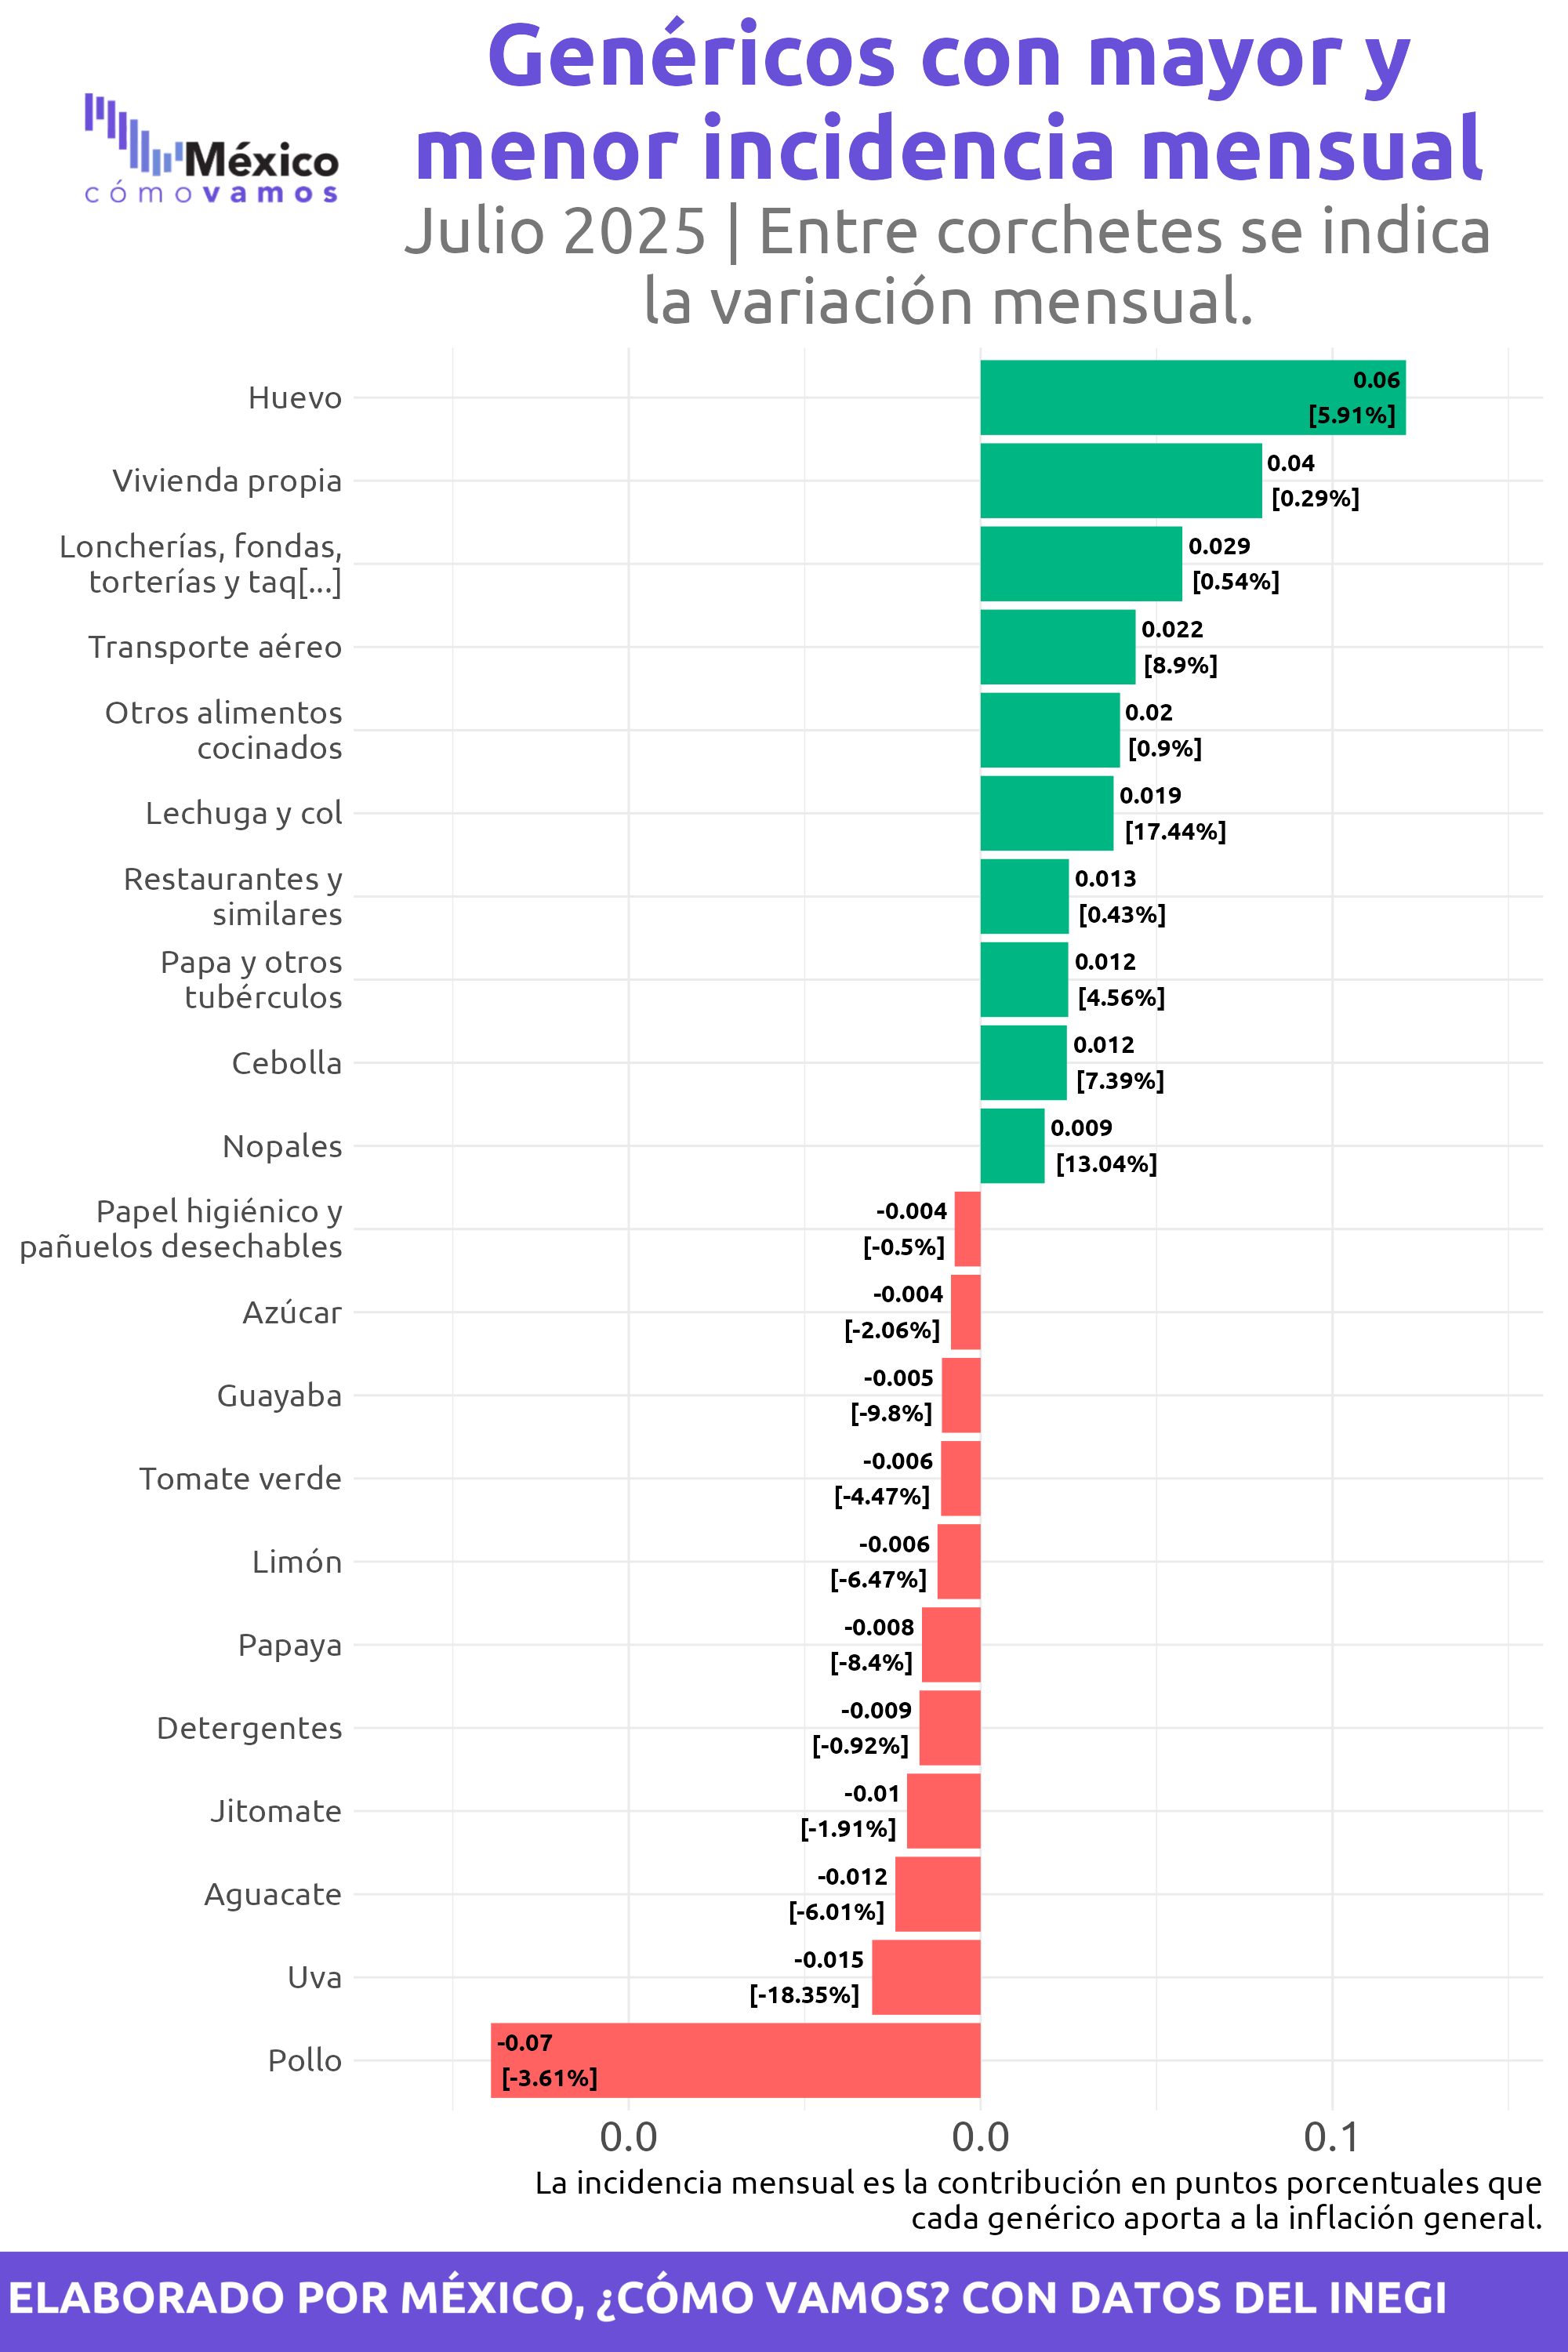 Genéricos con mayor y
menor incidencia mensual
México
cómovamos
Julio 2025 | Entre corchetes se indica
la variación mensual.
Huevo
0.06
[5.91%]
Vivienda propia
0.04
[0.29%]
Loncherías, fondas,
torterías y taq[...]
0.029
[0.54%]
Transporte aéreo
0.022
[8.9%]
Otros alimentos
cocinados
0.02
[0.9%]
Lechuga y col
0.019
[17.44%]
Restaurantes y
similares
0.013
[0.43%]
Papa y otros
tubérculos
0.012
[4.56%]
Cebolla
0.012
[7.39%]
Nopales
0.009
[13.04%]
Papel higiénico y
pañuelos desechables
-0.004
[-0.5%]
Azúcar
-0.004
[-2.06%]
Guayaba
-0.005
[-9.8%]
Tomate verde
-0.006
[-4.47%]
Limón
-0.006
[-6.47%]
Papaya
-0.008
[-8.4%]
Detergentes
-0.009
[-0.92%]
Jitomate
-0.01
[-1.91%]
Aguacate
-0.012
[-6.01%]
Uva
-0.015
[-18.35%]
Pollo
-0.07
[-3.61%]
0.0 0.0 0.1
La incidencia mensual es la contribución en puntos porcentuales que
cada genérico aporta a la inflación general.
ELABORADO POR MÉXICO, ¿CÓMO VAMOS? CON DATOS DEL INEGI